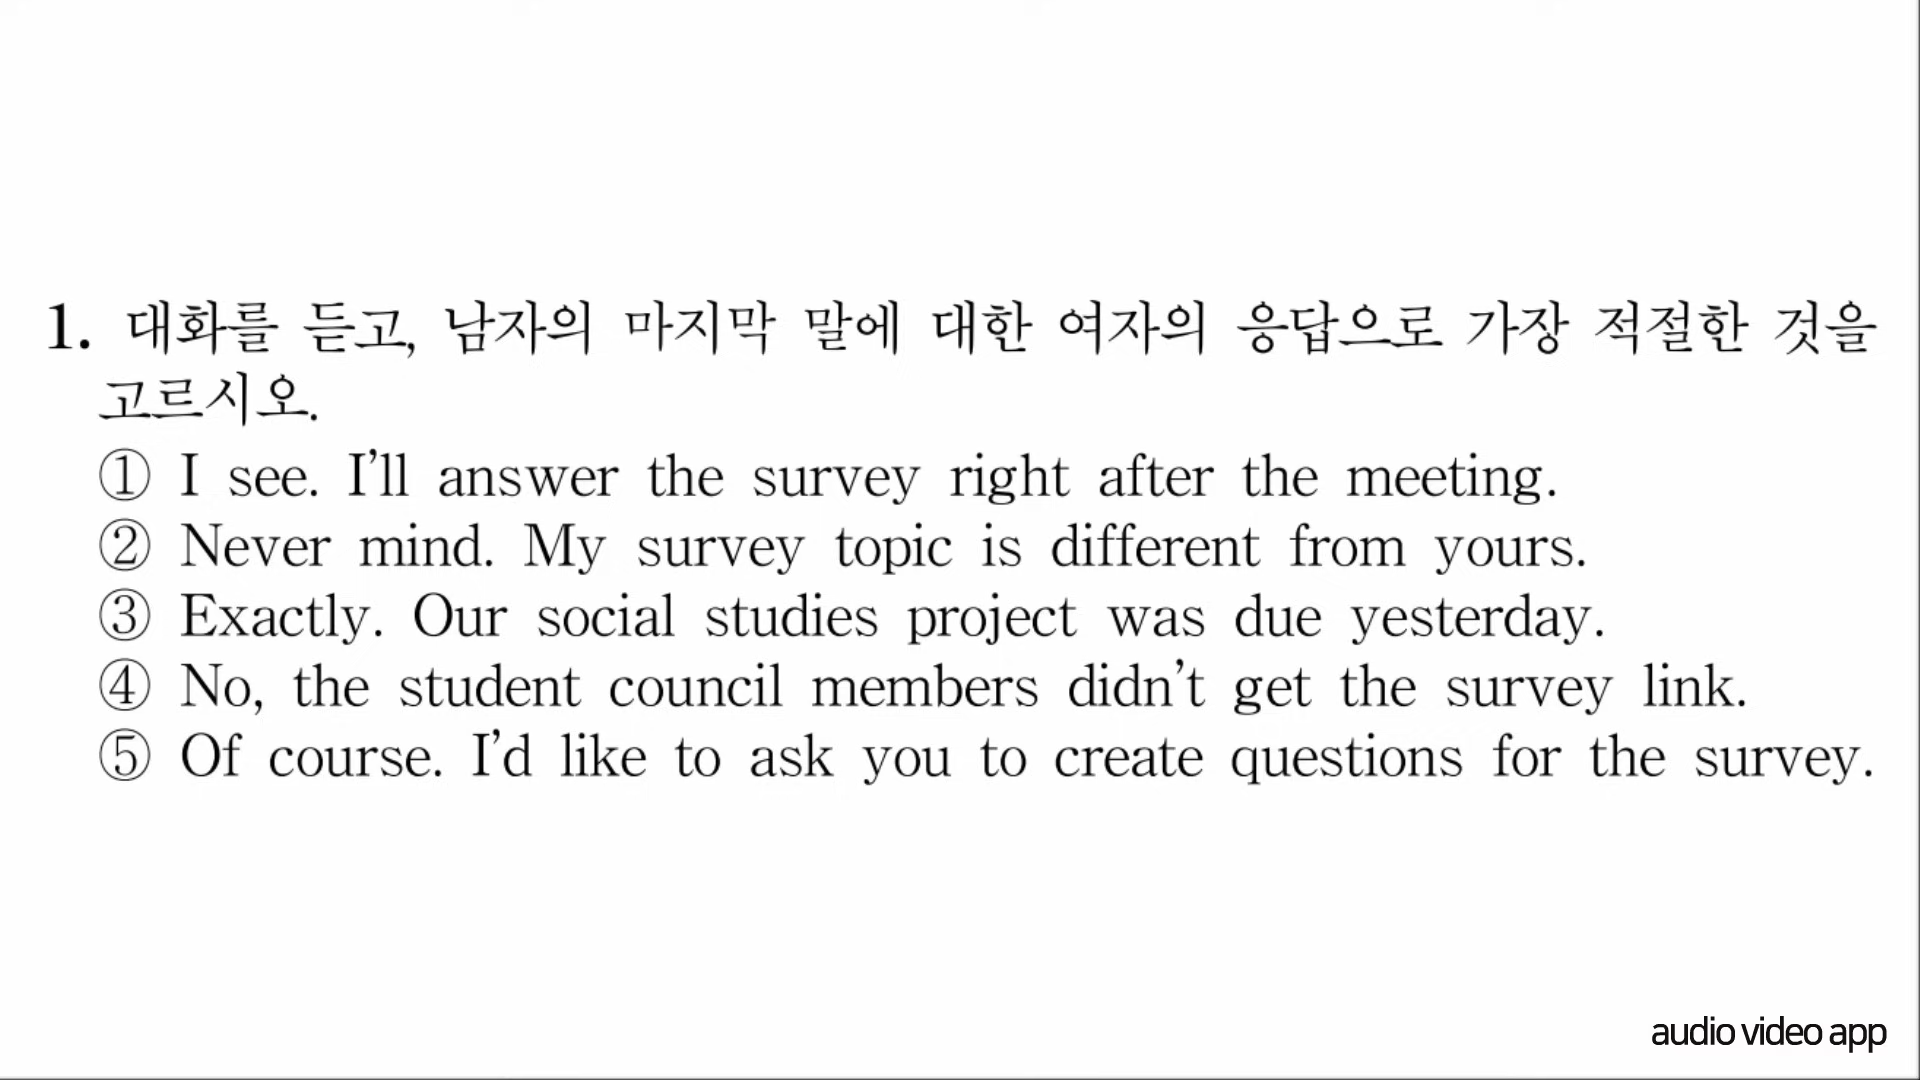 1. 대화를 듣고, 남자의 마지막 말에 대한 여자의 응답으로 가장 적절한 것을
고르시오.
① I see. I’ll answer the survey right after the meeting.
② Never mind. My survey topic is different from yours.
③ Exactly. Our social studies project was due yesterday.
④ No, the student council members didn’t get the survey link.
⑤ Of course. I’d like to ask you to create questions for the survey.
audio video app